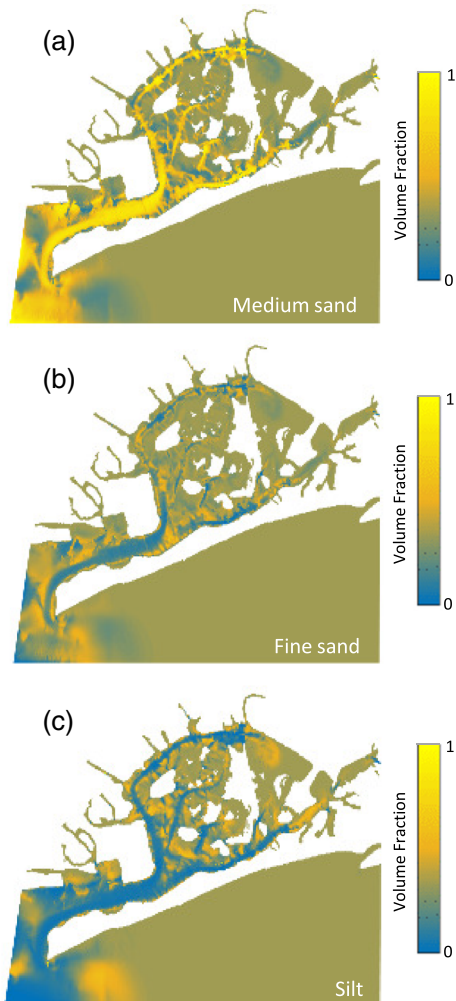 (a)
1
Volume Fraction
0
Medium sand
(b)
1
Volume Fraction
0
Fine sand
(c)
1
Volume Fraction
0
Silt